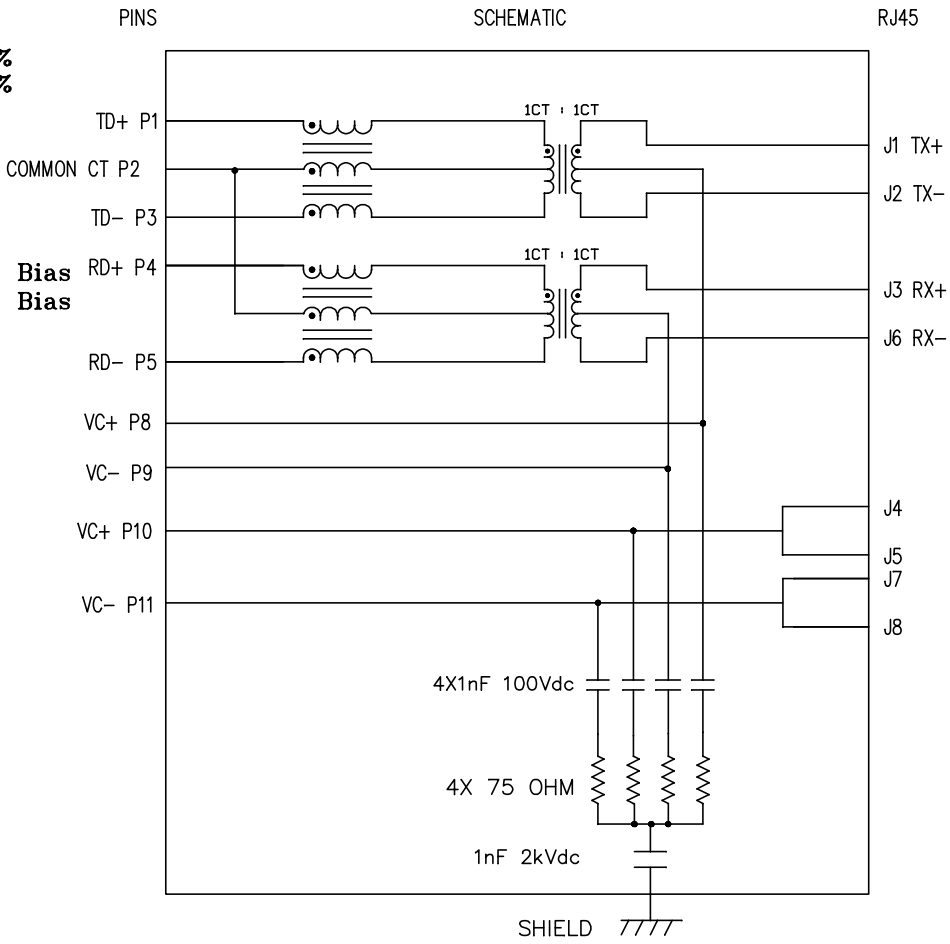 PINS SCHEMATIC RJ45
%
%
1CT : 1CT
TD+ P1
J1 TX+
COMMON CT P2
J2 TX-
TD- P3
1CT : 1CT
Bias RD+ P4
J3 RX+
Bias
J6 RX-
RD- P5
VC+ P8
VC- P9
J4
VC+ P10
J5
J7
VC- P11
J8
4X1nF 100Vdc
4X 75 OHM
1nF 2kVdc
SHIELD